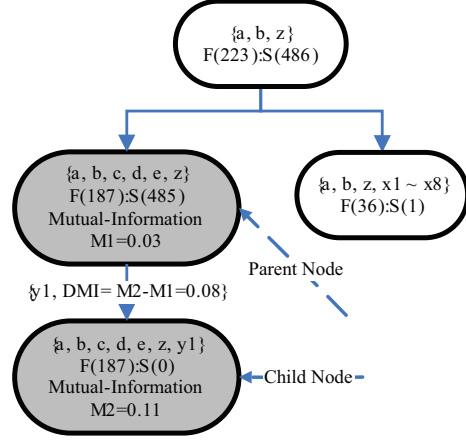 {a, b, z}
F(223):S(486)
{a, b, c, d, e, z}
F(187):S(485)
Mutual-Information
M1=0.03
{a, b, z, x1 ~ x8}
F(36):S(1)
Parent Node
{y1, DMI= M2-M1=0.08}
{a, b, c, d, e, z, y1}
F(187):S(0)
Mutual-Information
M2=0.11
Child Node